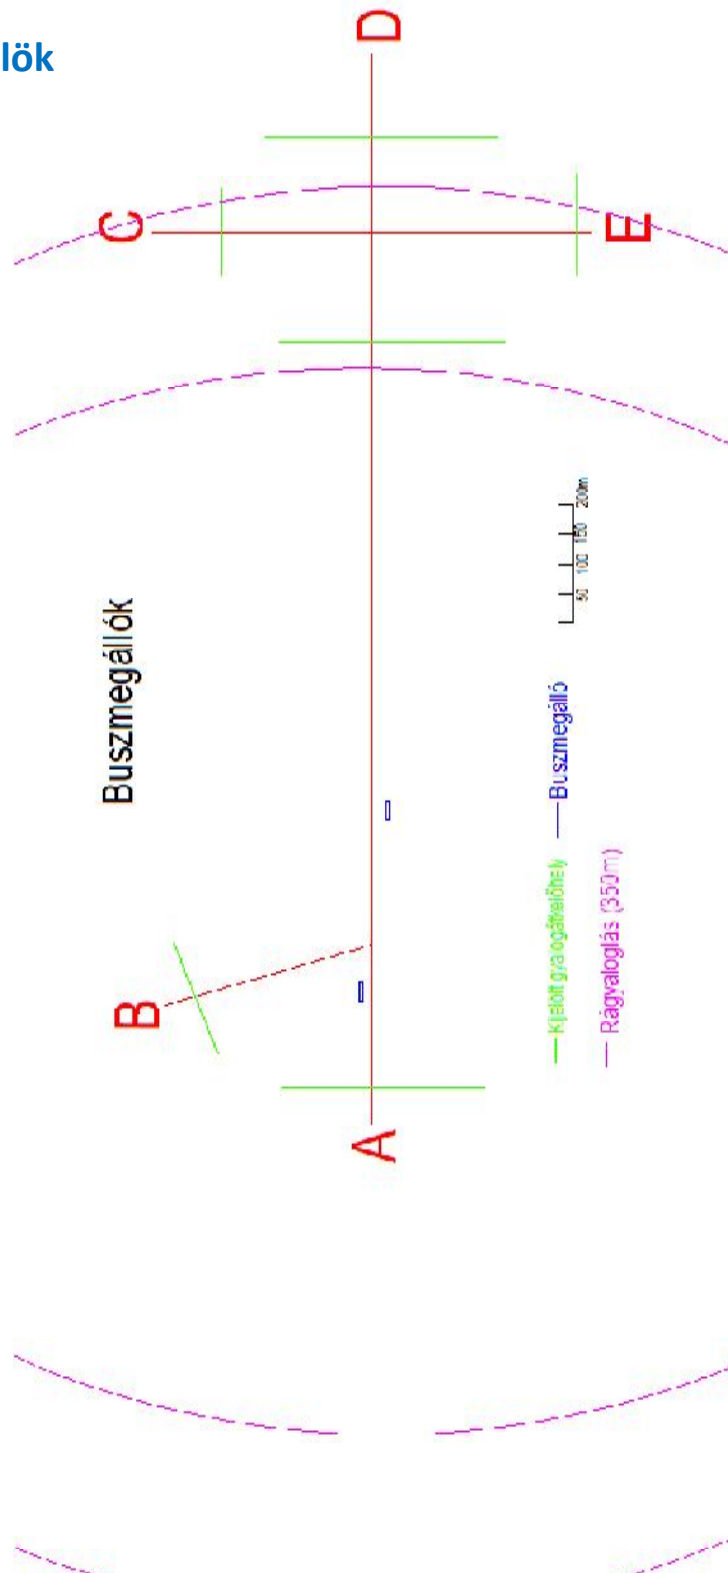 lök
D
C
E
Buszmegállók
50 100 150 200m
Buszmegálló
Kijelölt gyalogátkelőhely
Rágyaloglás (350m)
B
A